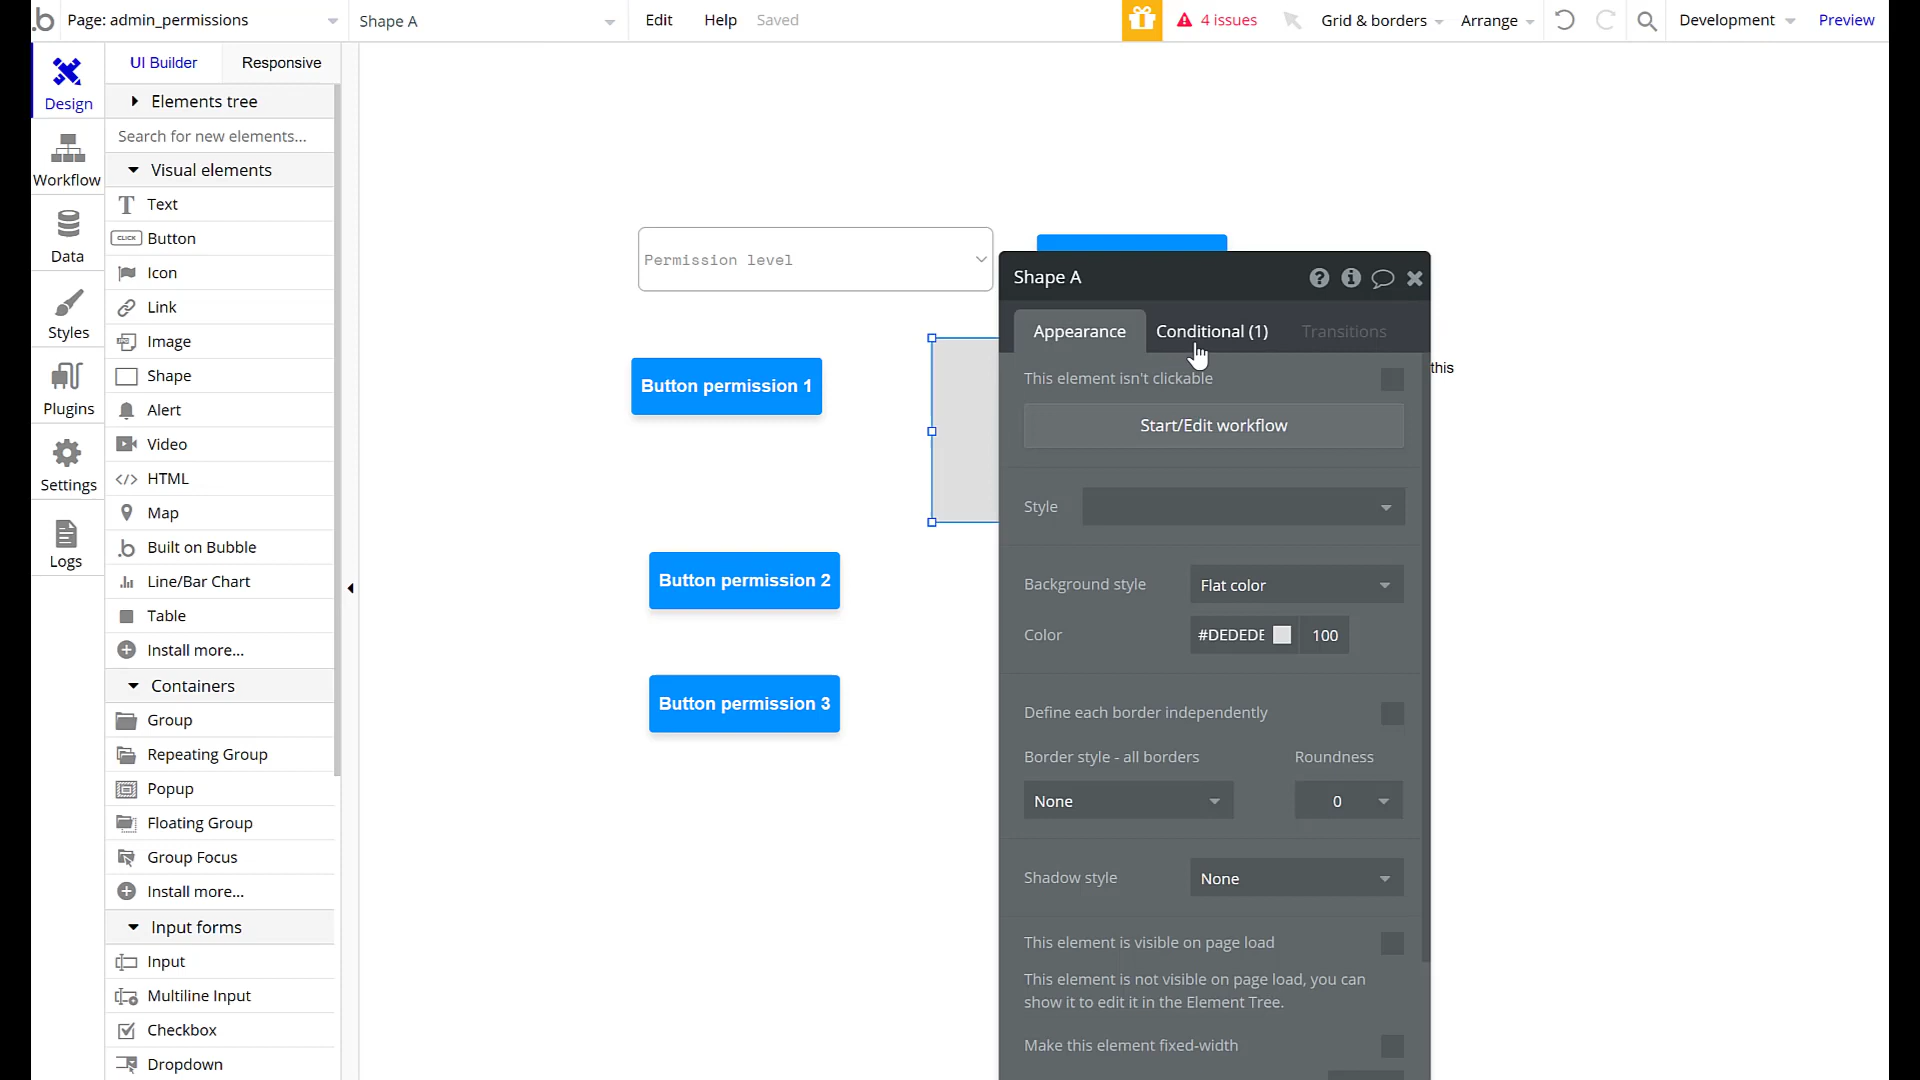 Page: admin_permissions
Shape A
Edit
Help
Saved
4 issues
Grid & borders
Arrange
Development
Preview
Design
Workflow
Data
Styles
Plugins
Settings
Logs
UI Builder
Responsive
Elements tree
Search for new elements...
Visual elements
Text
CLICK
Button
Icon
Link
Image
Shape
Alert
Video
HTML
Map
Built on Bubble
Line/Bar Chart
Table
Install more...
Containers
Group
Repeating Group
Popup
Floating Group
Group Focus
Install more...
Input forms
Input
Multiline Input
Checkbox
Dropdown
Permission level
Button permission 1
Button permission 2
Button permission 3
this
Shape A
Appearance
Conditional (1)
Transitions
This element isn't clickable
Start/Edit workflow
Style
Background style
Flat color
Color
#DEDEDE
100
Define each border independently
Border style - all borders
Roundness
None
0
Shadow style
None
This element is visible on page load
This element is not visible on page load, you can
show it to edit it in the Element Tree.
Make this element fixed-width